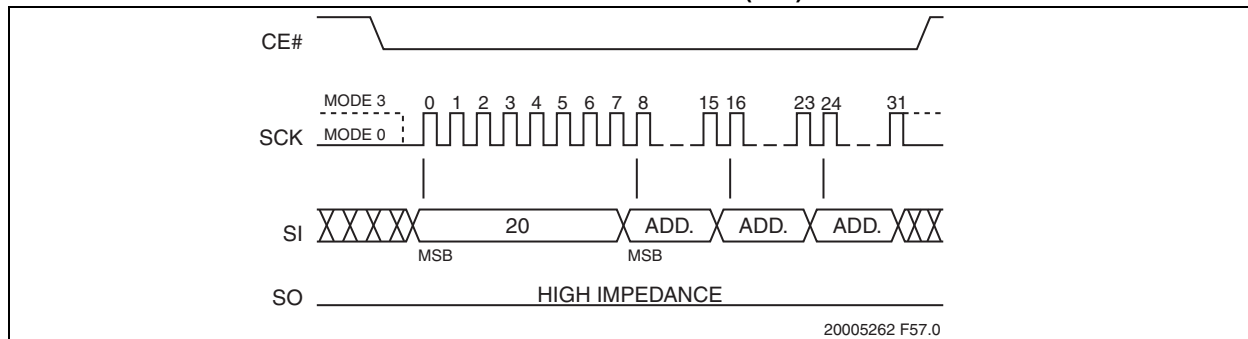 CE#
MODE 3 0 1 2 3 4 5 6 7 8 15 16 23 24 31
SCK MODE 0
SI 20 ADD. ADD. ADD.
MSB MSB
SO HIGH IMPEDANCE
20005262 F57.0